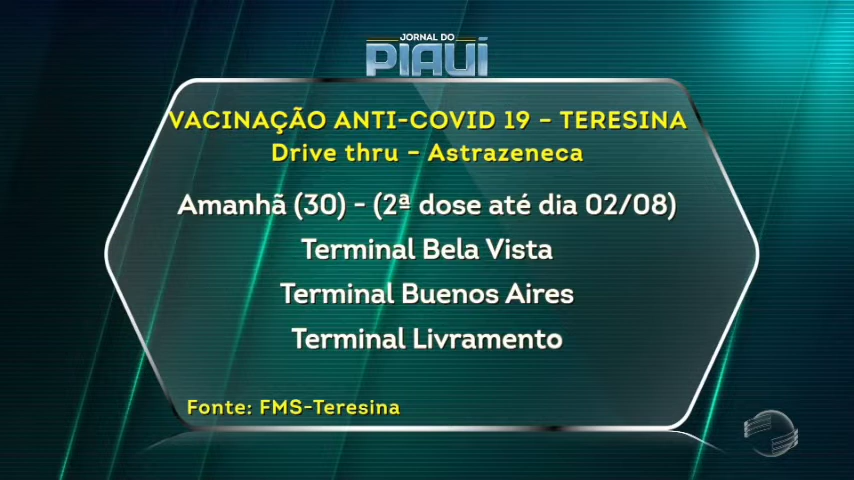 JORNAL DO
PIAUÍ
VACINAÇÃO ANTI-COVID 19 - TERESINA
Drive thru - Astrazeneca
Amanhã (30) - (2ª dose até dia 02/08)
Terminal Bela Vista
Terminal Buenos Aires
Terminal Livramento
Fonte: FMS-Teresina